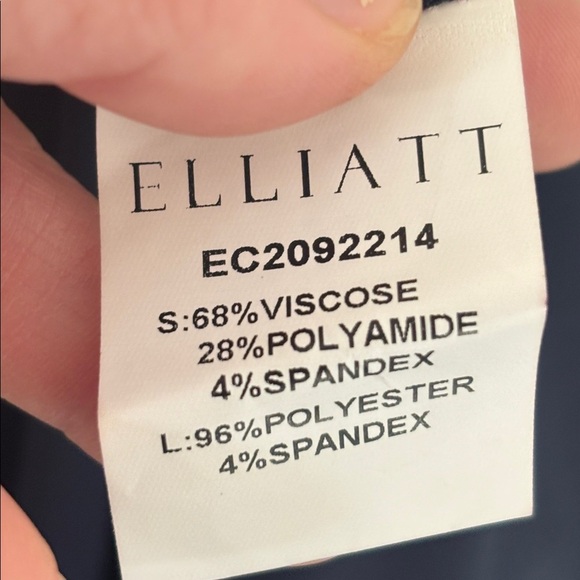 ELLIATT
EC2092214
S:68%VISCOSE
28%POLYAMIDE
4%SPANDEX
L:96%POLYESTER
4%SPANDEX